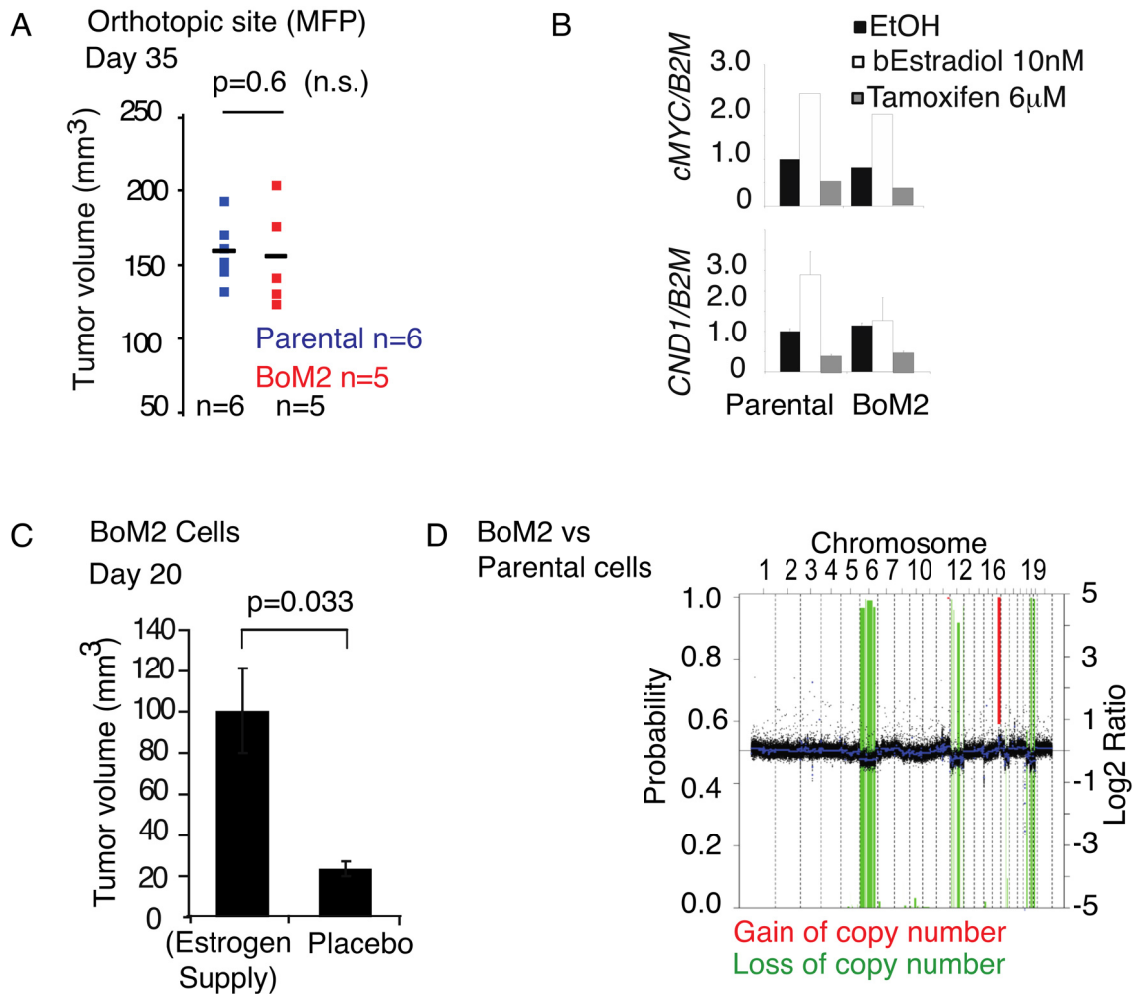 A
Orthotopic site (MFP)
Day 35
p=0.6 (n.s.)
Tumor volume (mm3)
250
200
150
100
50
Parental n=6
BoM2 n=5
n=6 n=5
B
EtOH
bEstradiol 10nM
Tamoxifen 6μM
cMYC/B2M
3.0
2.0
1.0
0
CND1/B2M
3.0
2.0
1.0
0
Parental BoM2
C
BoM2 Cells
Day 20
p=0.033
Tumor volume (mm3)
140
120
100
80
60
40
20
0
(Estrogen Supply)
Placebo
D
BoM2 vs
Parental cells
Chromosome
1 2 3 4 5 6 7 10 12 16 19
Probability
1.0
0.8
0.6
0.4
0.2
0.0
Log2 Ratio
5
3
1
-1
-3
-5
Gain of copy number
Loss of copy number